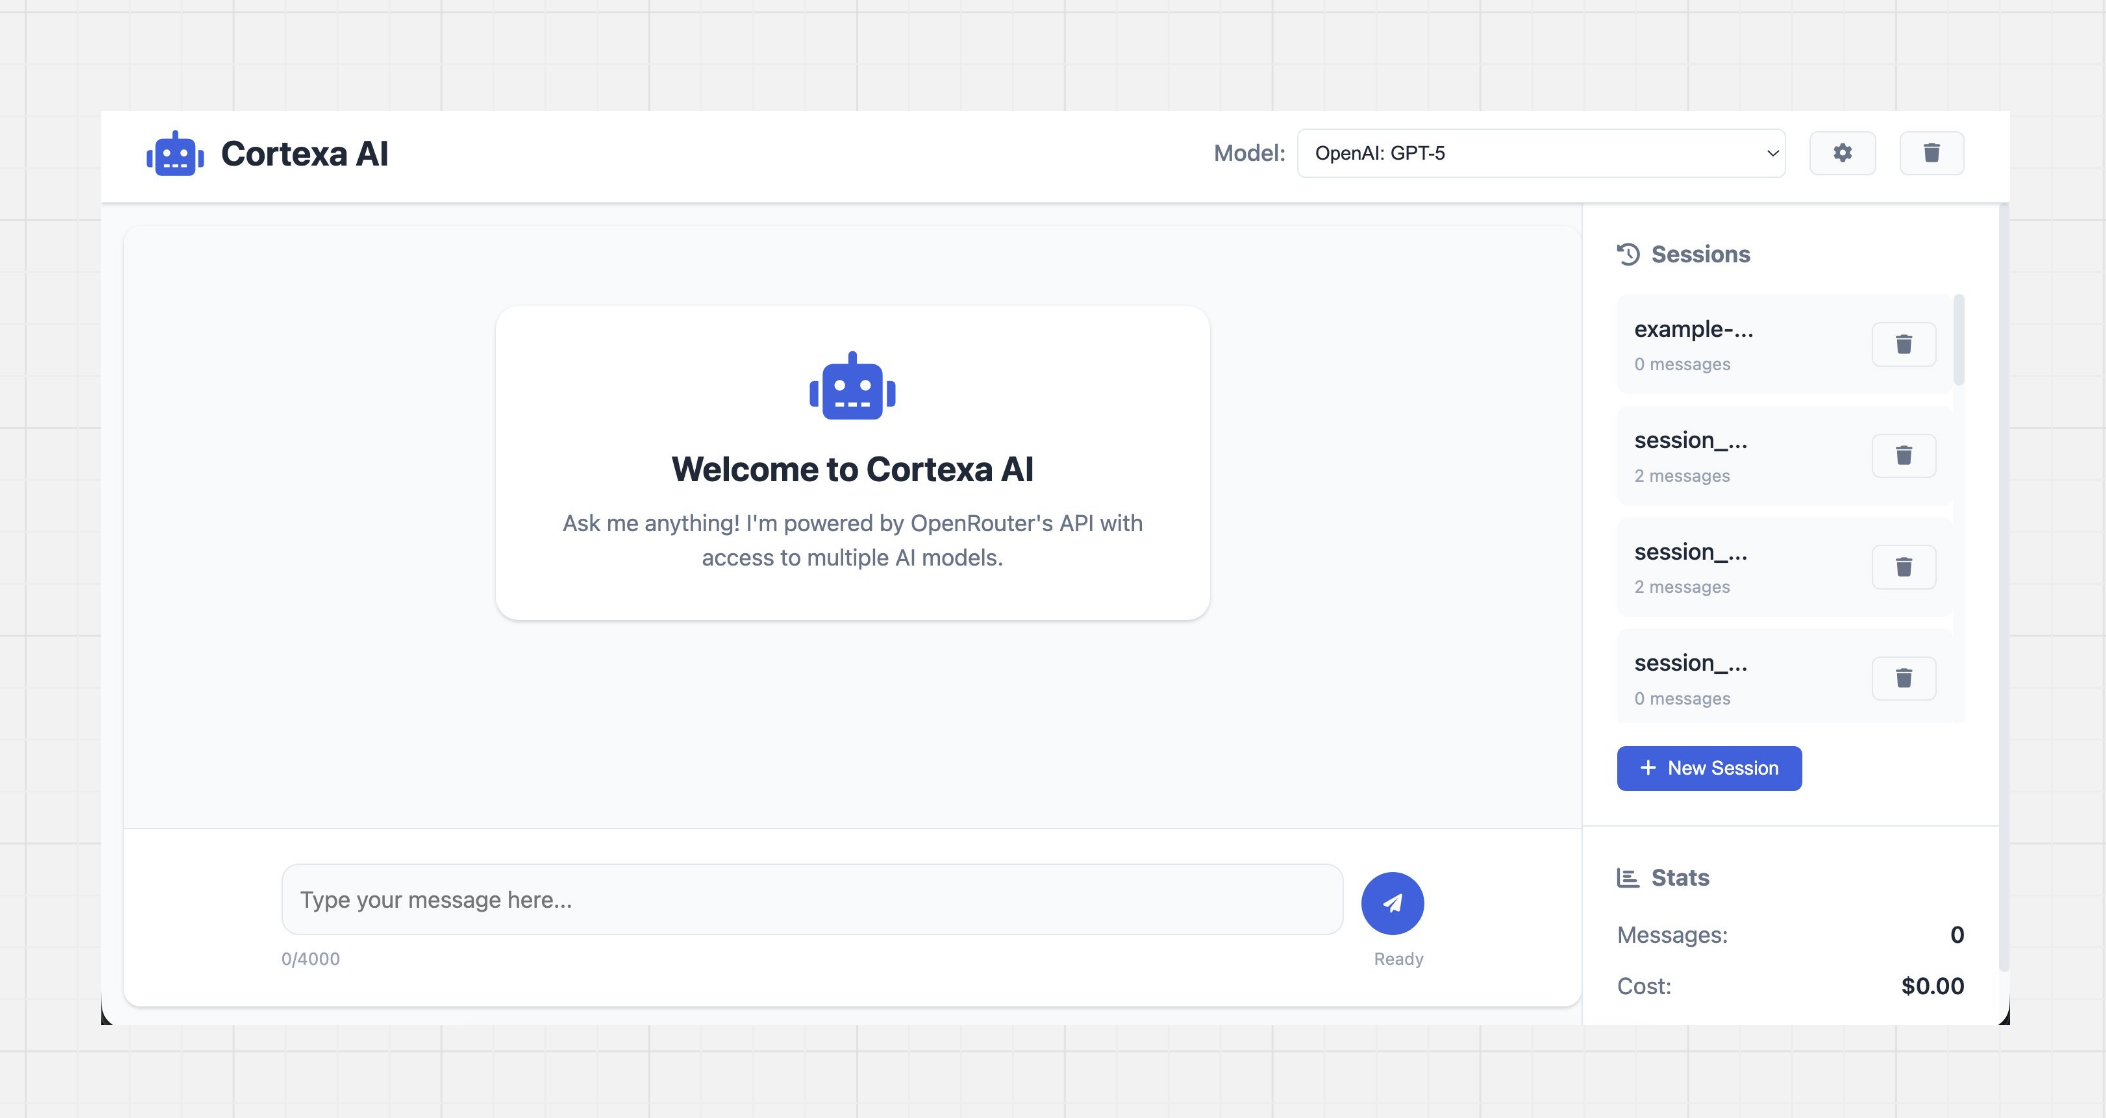 Cortexa AI
Model:
OpenAI: GPT-5
Welcome to Cortexa AI
Ask me anything! I'm powered by OpenRouter's API with
access to multiple AI models.
Type your message here...
0/4000
Ready
Sessions
example-...
0 messages
session_...
2 messages
session_...
2 messages
session_...
0 messages
+ New Session
Stats
Messages: 0
Cost: $0.00